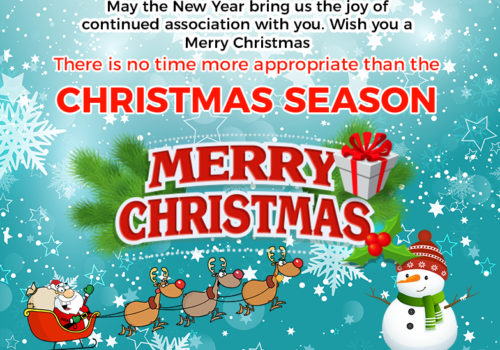 May the New Year bring us the joy of
continued association with you. Wish you a
Merry Christmas
There is no time more appropriate than the
CHRISTMAS SEASON
MERRY
CHRISTMAS